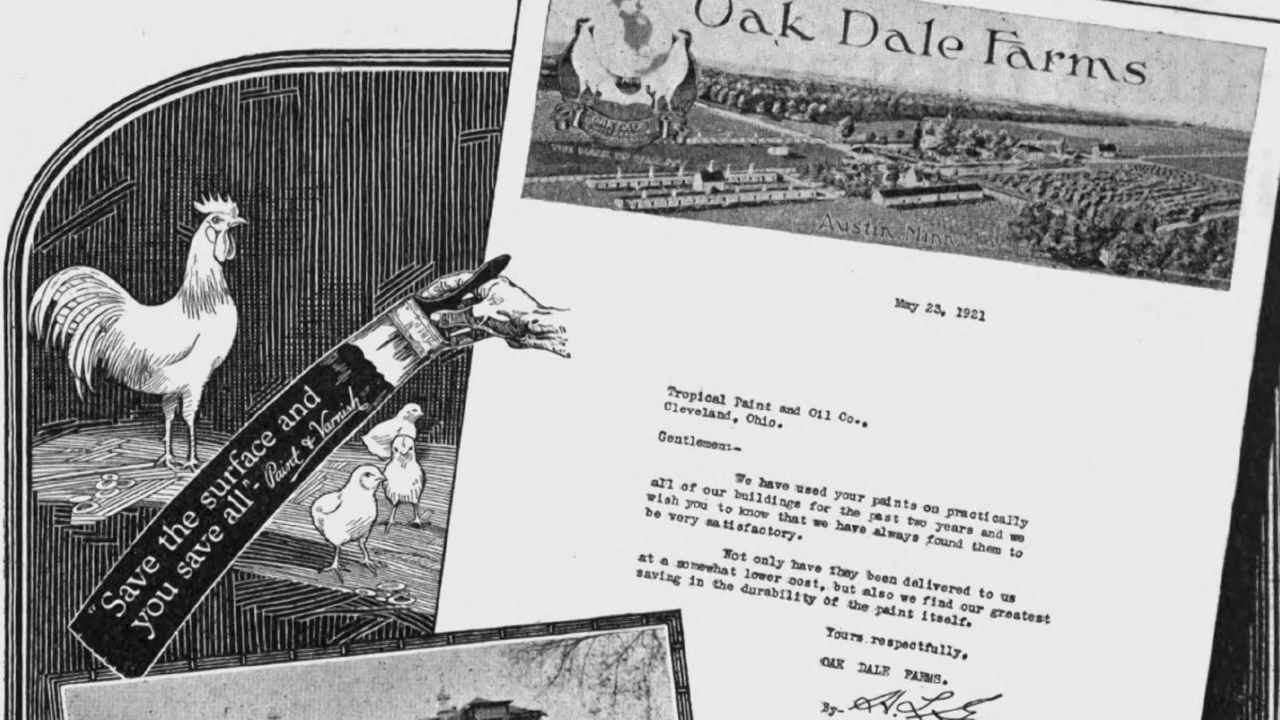 Oak Dale Farms
Austin, Minn.
May 23, 1921
Tropical Paint and Oil Co.,
Cleveland, Ohio.
Gentlemen:-
We have used your paints on practically
all of our buildings for the past two years and we
wish you to know that we have always found them to
be very satisfactory.
Not only have they been delivered to us
at a somewhat lower cost, but also we find our greatest
saving in the durability of the paint itself.
Yours respectfully,
OAK DALE FARMS.
By-
"Save the surface and
you save all"- Paint & Varnish